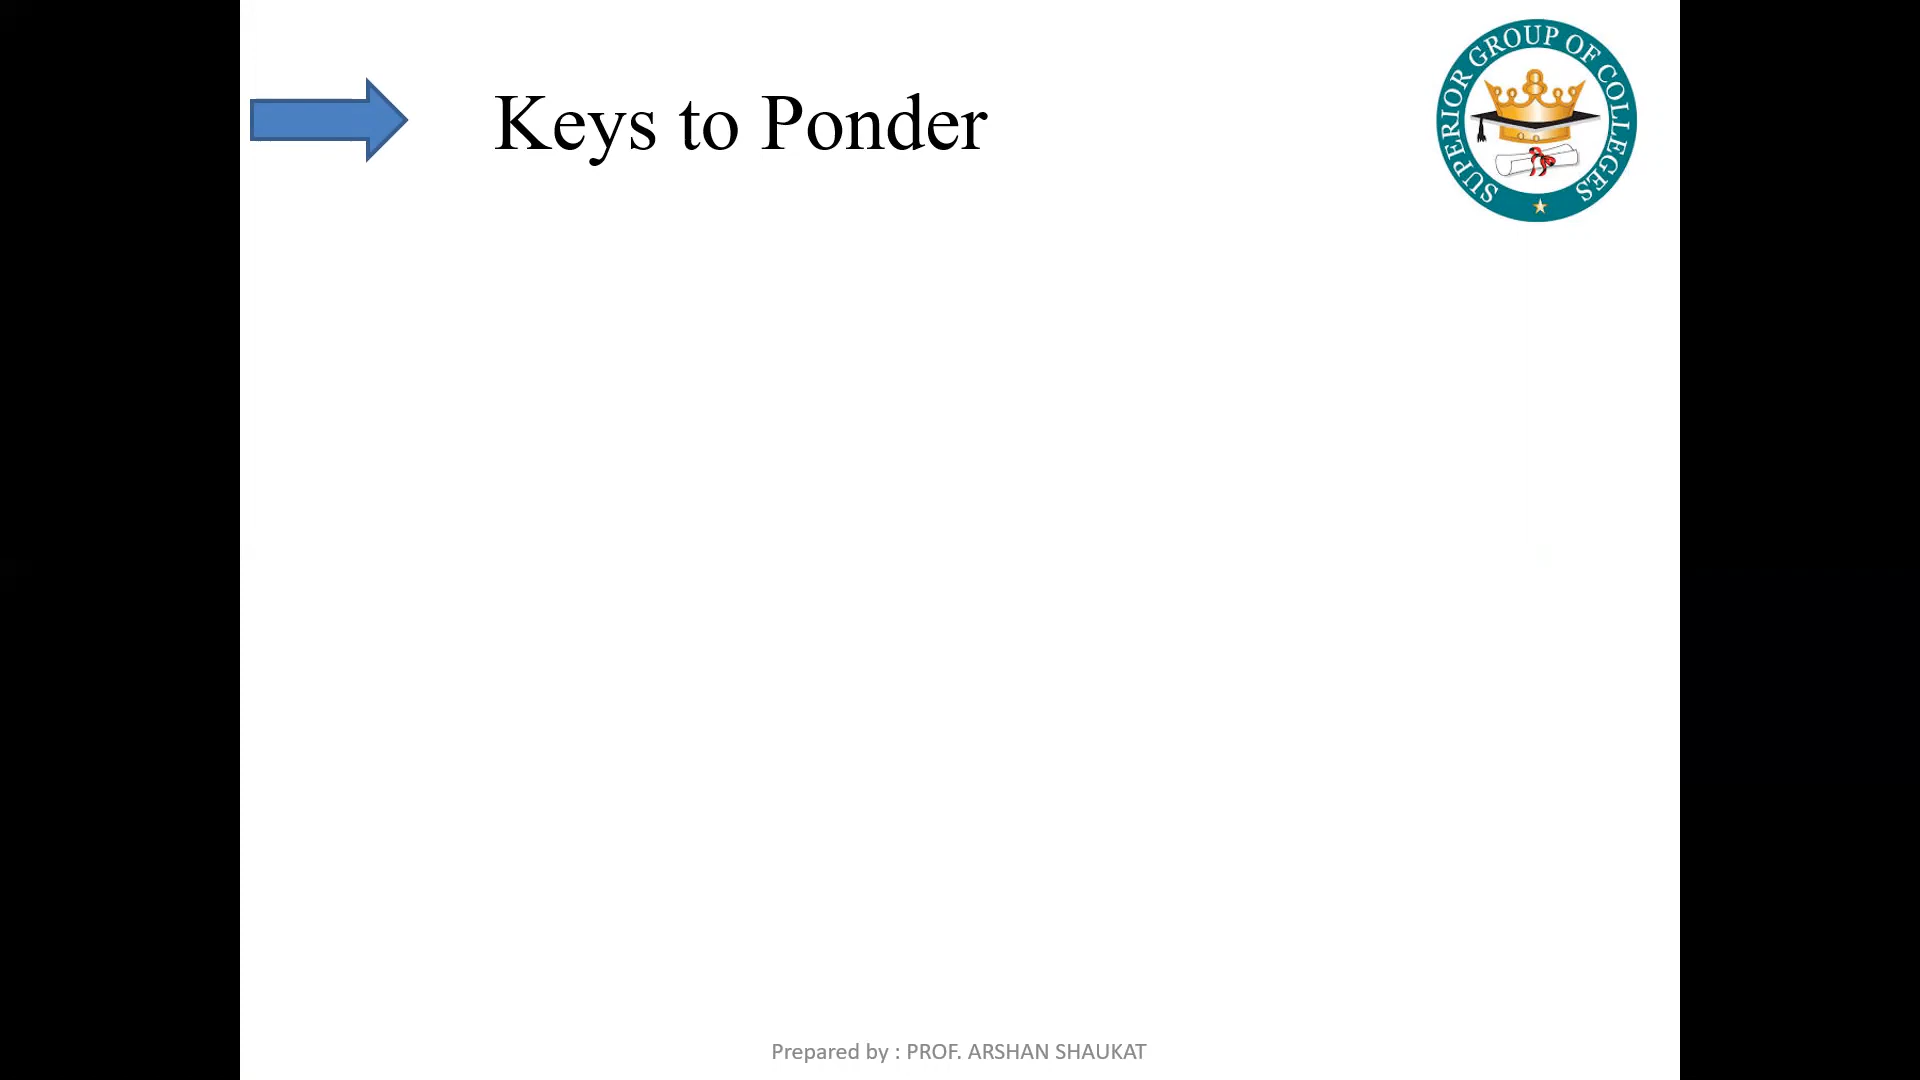 Keys to Ponder
SUPERIOR GROUP OF COLLEGES
Prepared by : PROF. ARSHAN SHAUKAT